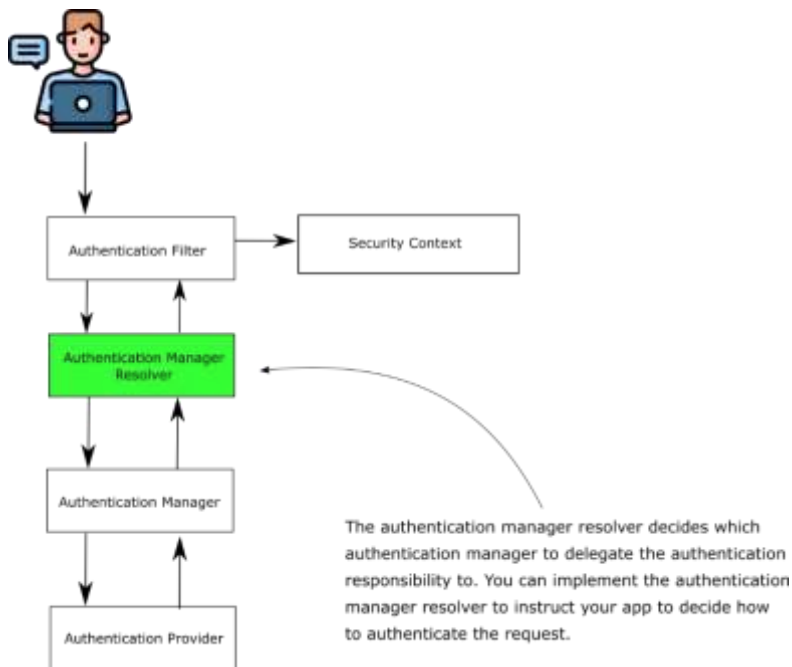 Authentication Filter
Security Context
Authentication Manager
Resolver
Authentication Manager
The authentication manager resolver decides which
authentication manager to delegate the authentication
responsibility to. You can implement the authentication
manager resolver to instruct your app to decide how
to authenticate the request.
Authentication Provider